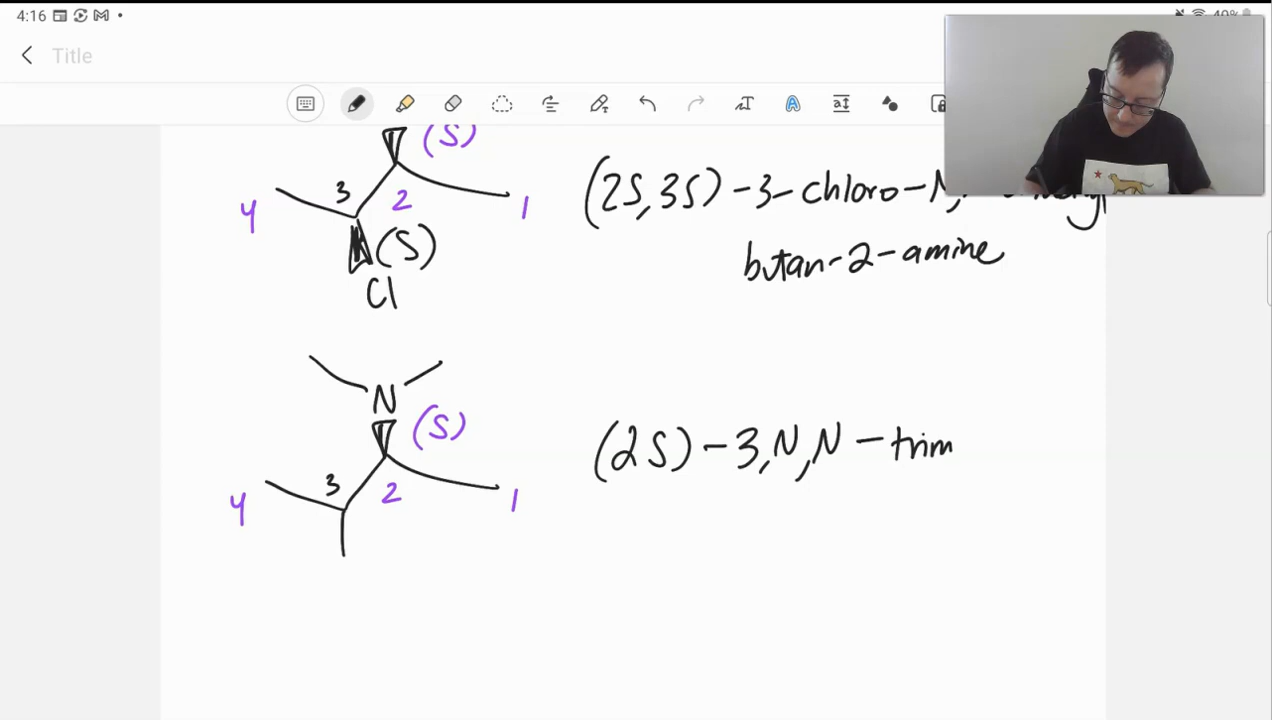 4:16
40%
Title
(S)
3
4
2
1
(2S,3S)-3-chloro-N,
(S)
Cl
butan-2-amine
N
(S)
(2S)-3,N,N-trim
3
4
2
1